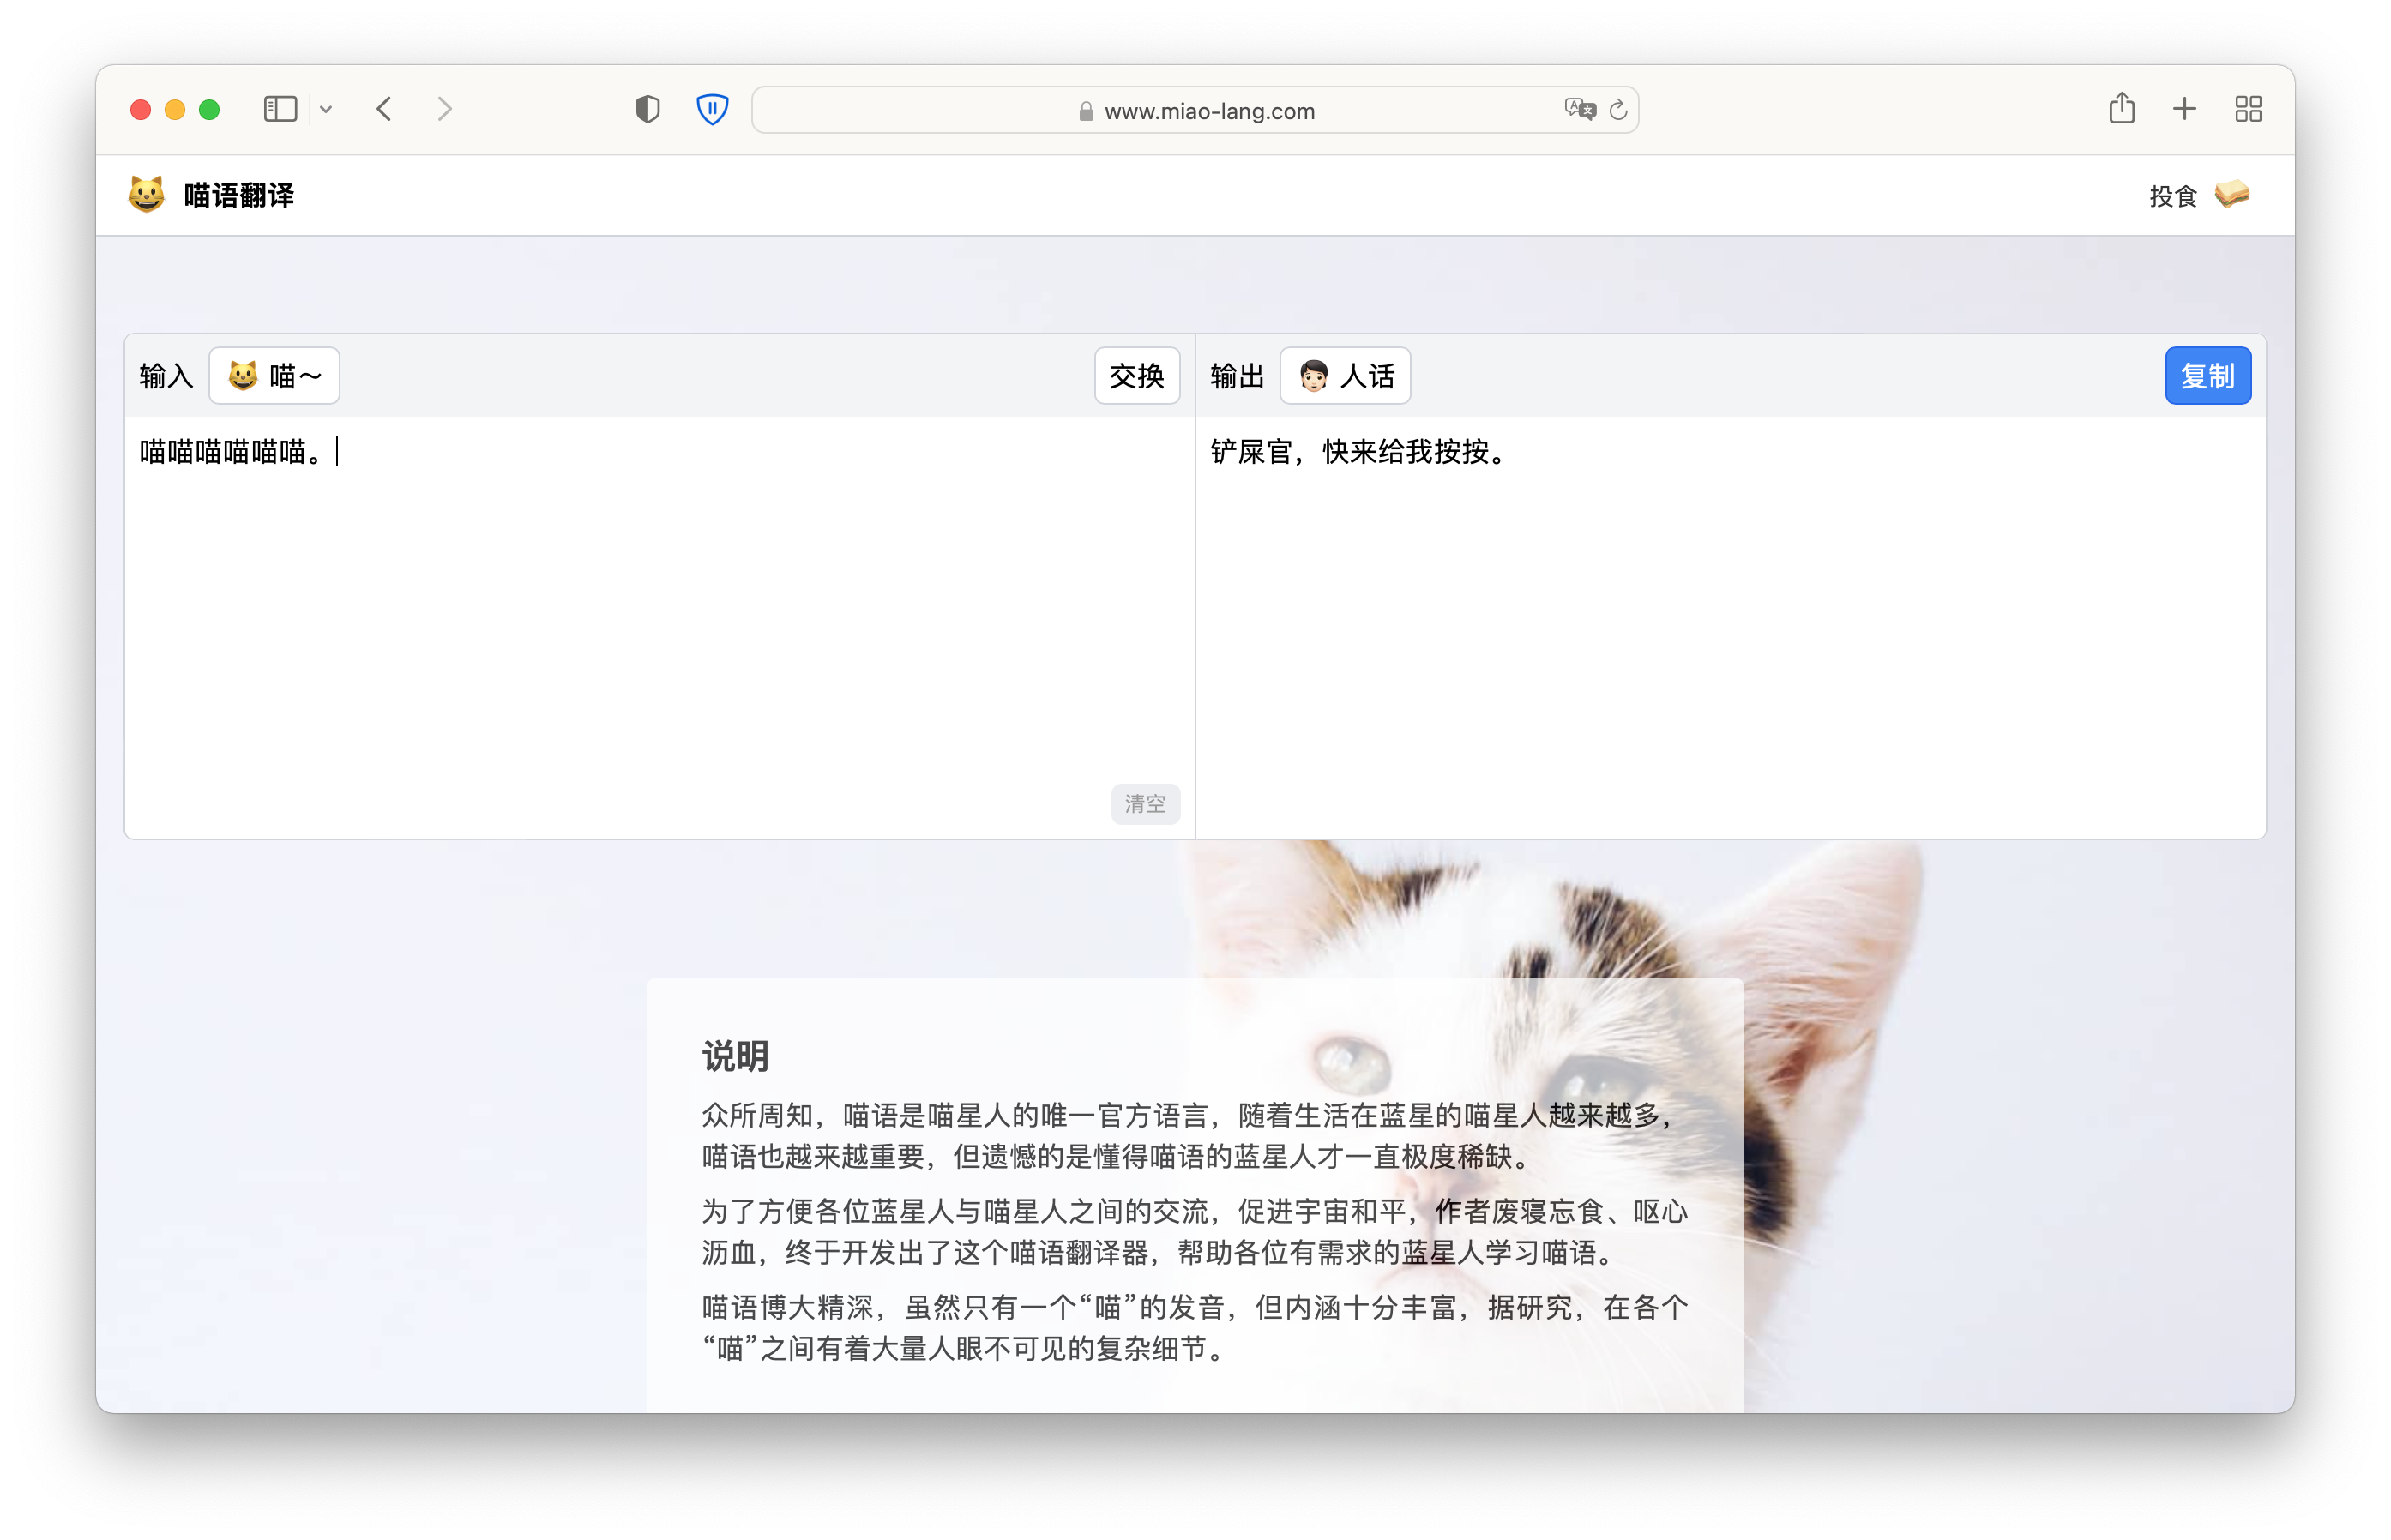 www.miao-lang.com
喵语翻译
投食
输入 喵～ 交换
输出 人话 复制
喵喵喵喵喵喵。
铲屎官，快来给我按按。
清空
说明
众所周知，喵语是喵星人的唯一官方语言，随着生活在蓝星的喵星人越来越多，
喵语也越来越重要，但遗憾的是懂得喵语的蓝星人才一直极度稀缺。
为了方便各位蓝星人与喵星人之间的交流，促进宇宙和平，作者废寝忘食、呕心
沥血，终于开发出了这个喵语翻译器，帮助各位有需求的蓝星人学习喵语。
喵语博大精深，虽然只有一个“喵”的发音，但内涵十分丰富，据研究，在各个
“喵”之间有着大量人眼不可见的复杂细节。